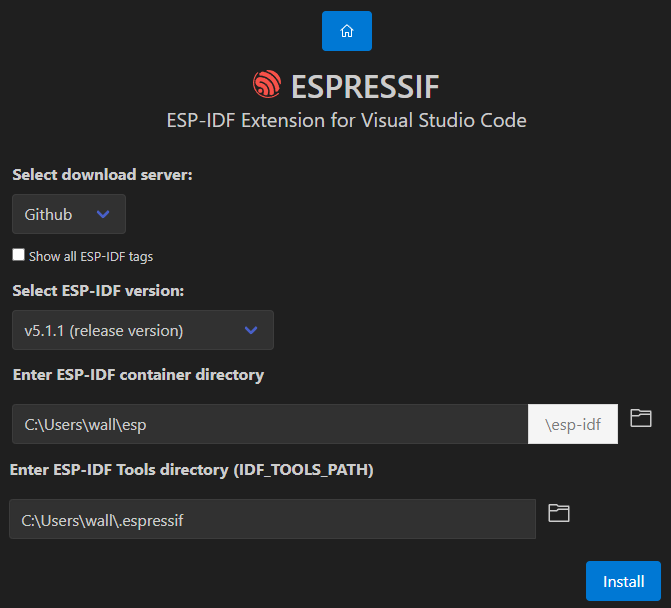 ESPRESSIF
ESP-IDF Extension for Visual Studio Code
Select download server:
Github
Show all ESP-IDF tags
Select ESP-IDF version:
v5.1.1 (release version)
Enter ESP-IDF container directory
C:\Users\wall\esp \esp-idf
Enter ESP-IDF Tools directory (IDF_TOOLS_PATH)
C:\Users\wall\.espressif
Install